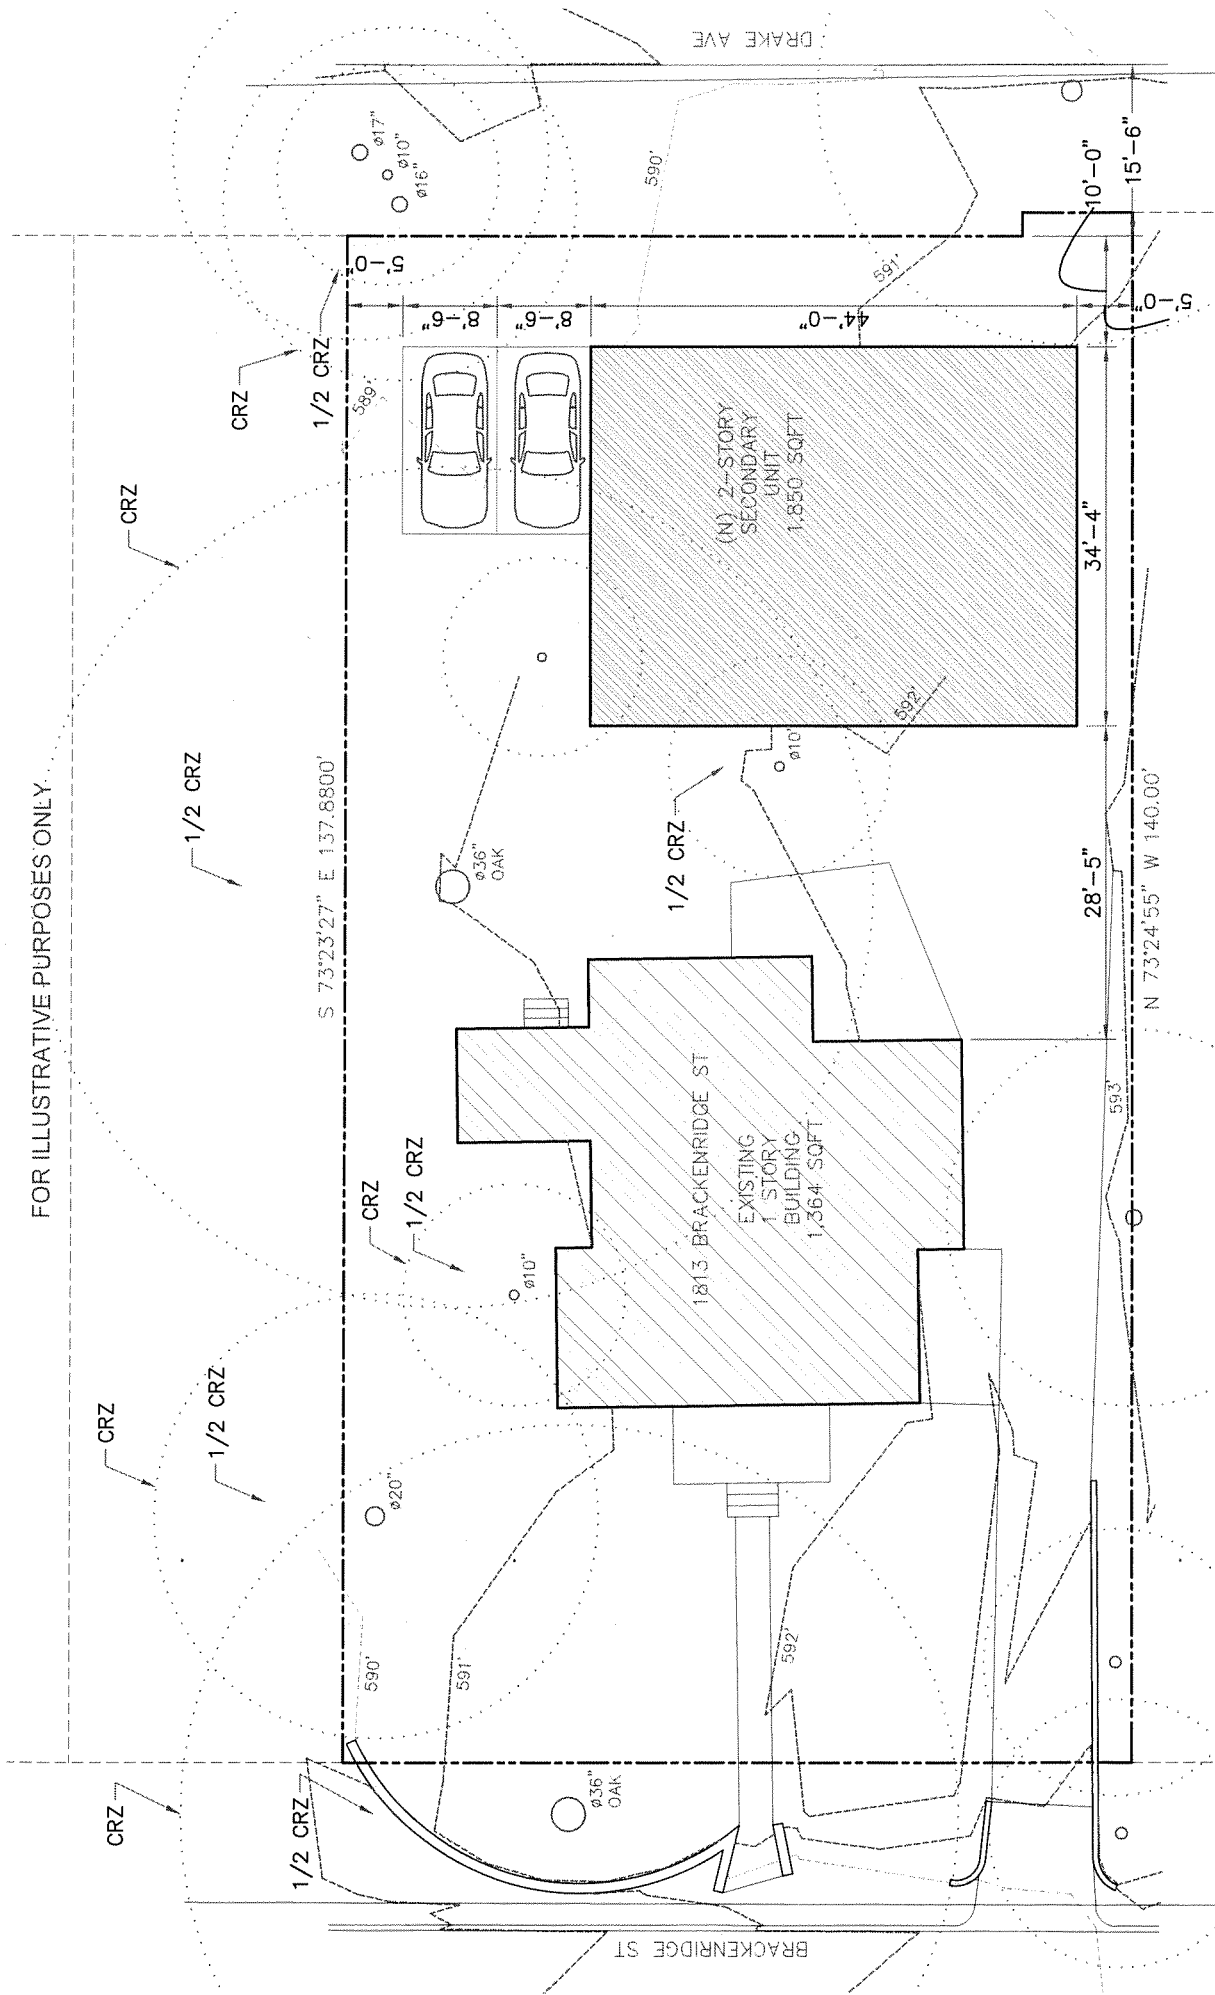 FOR ILLUSTRATIVE PURPOSES ONLY
CRZ
1/2 CRZ
CRZ
1/2 CRZ
CRZ
1/2 CRZ
1/2 CRZ
CRZ
CRZ
1/2 CRZ
S 73°23'27" E 137.8800'
BRACKENRIDGE ST
DRAKE AVE
590'
591'
592'
593'
ø36"
OAK
ø20"
ø10"
ø36"
OAK
1/2 CRZ
ø10"
592'
589'
590'
591'
ø17"
ø10"
ø16"
1813 BRACKENRIDGE ST
EXISTING
1 STORY
BUILDING
1,364 SQFT
(N) 2-STORY
SECONDARY
UNIT
1,850 SQFT
5'-0"
8'-6"
8'-6"
44'-0"
5'-0"
28'-5"
34'-4"
10'-0"
15'-6"
N 73°24'55" W 140.00'